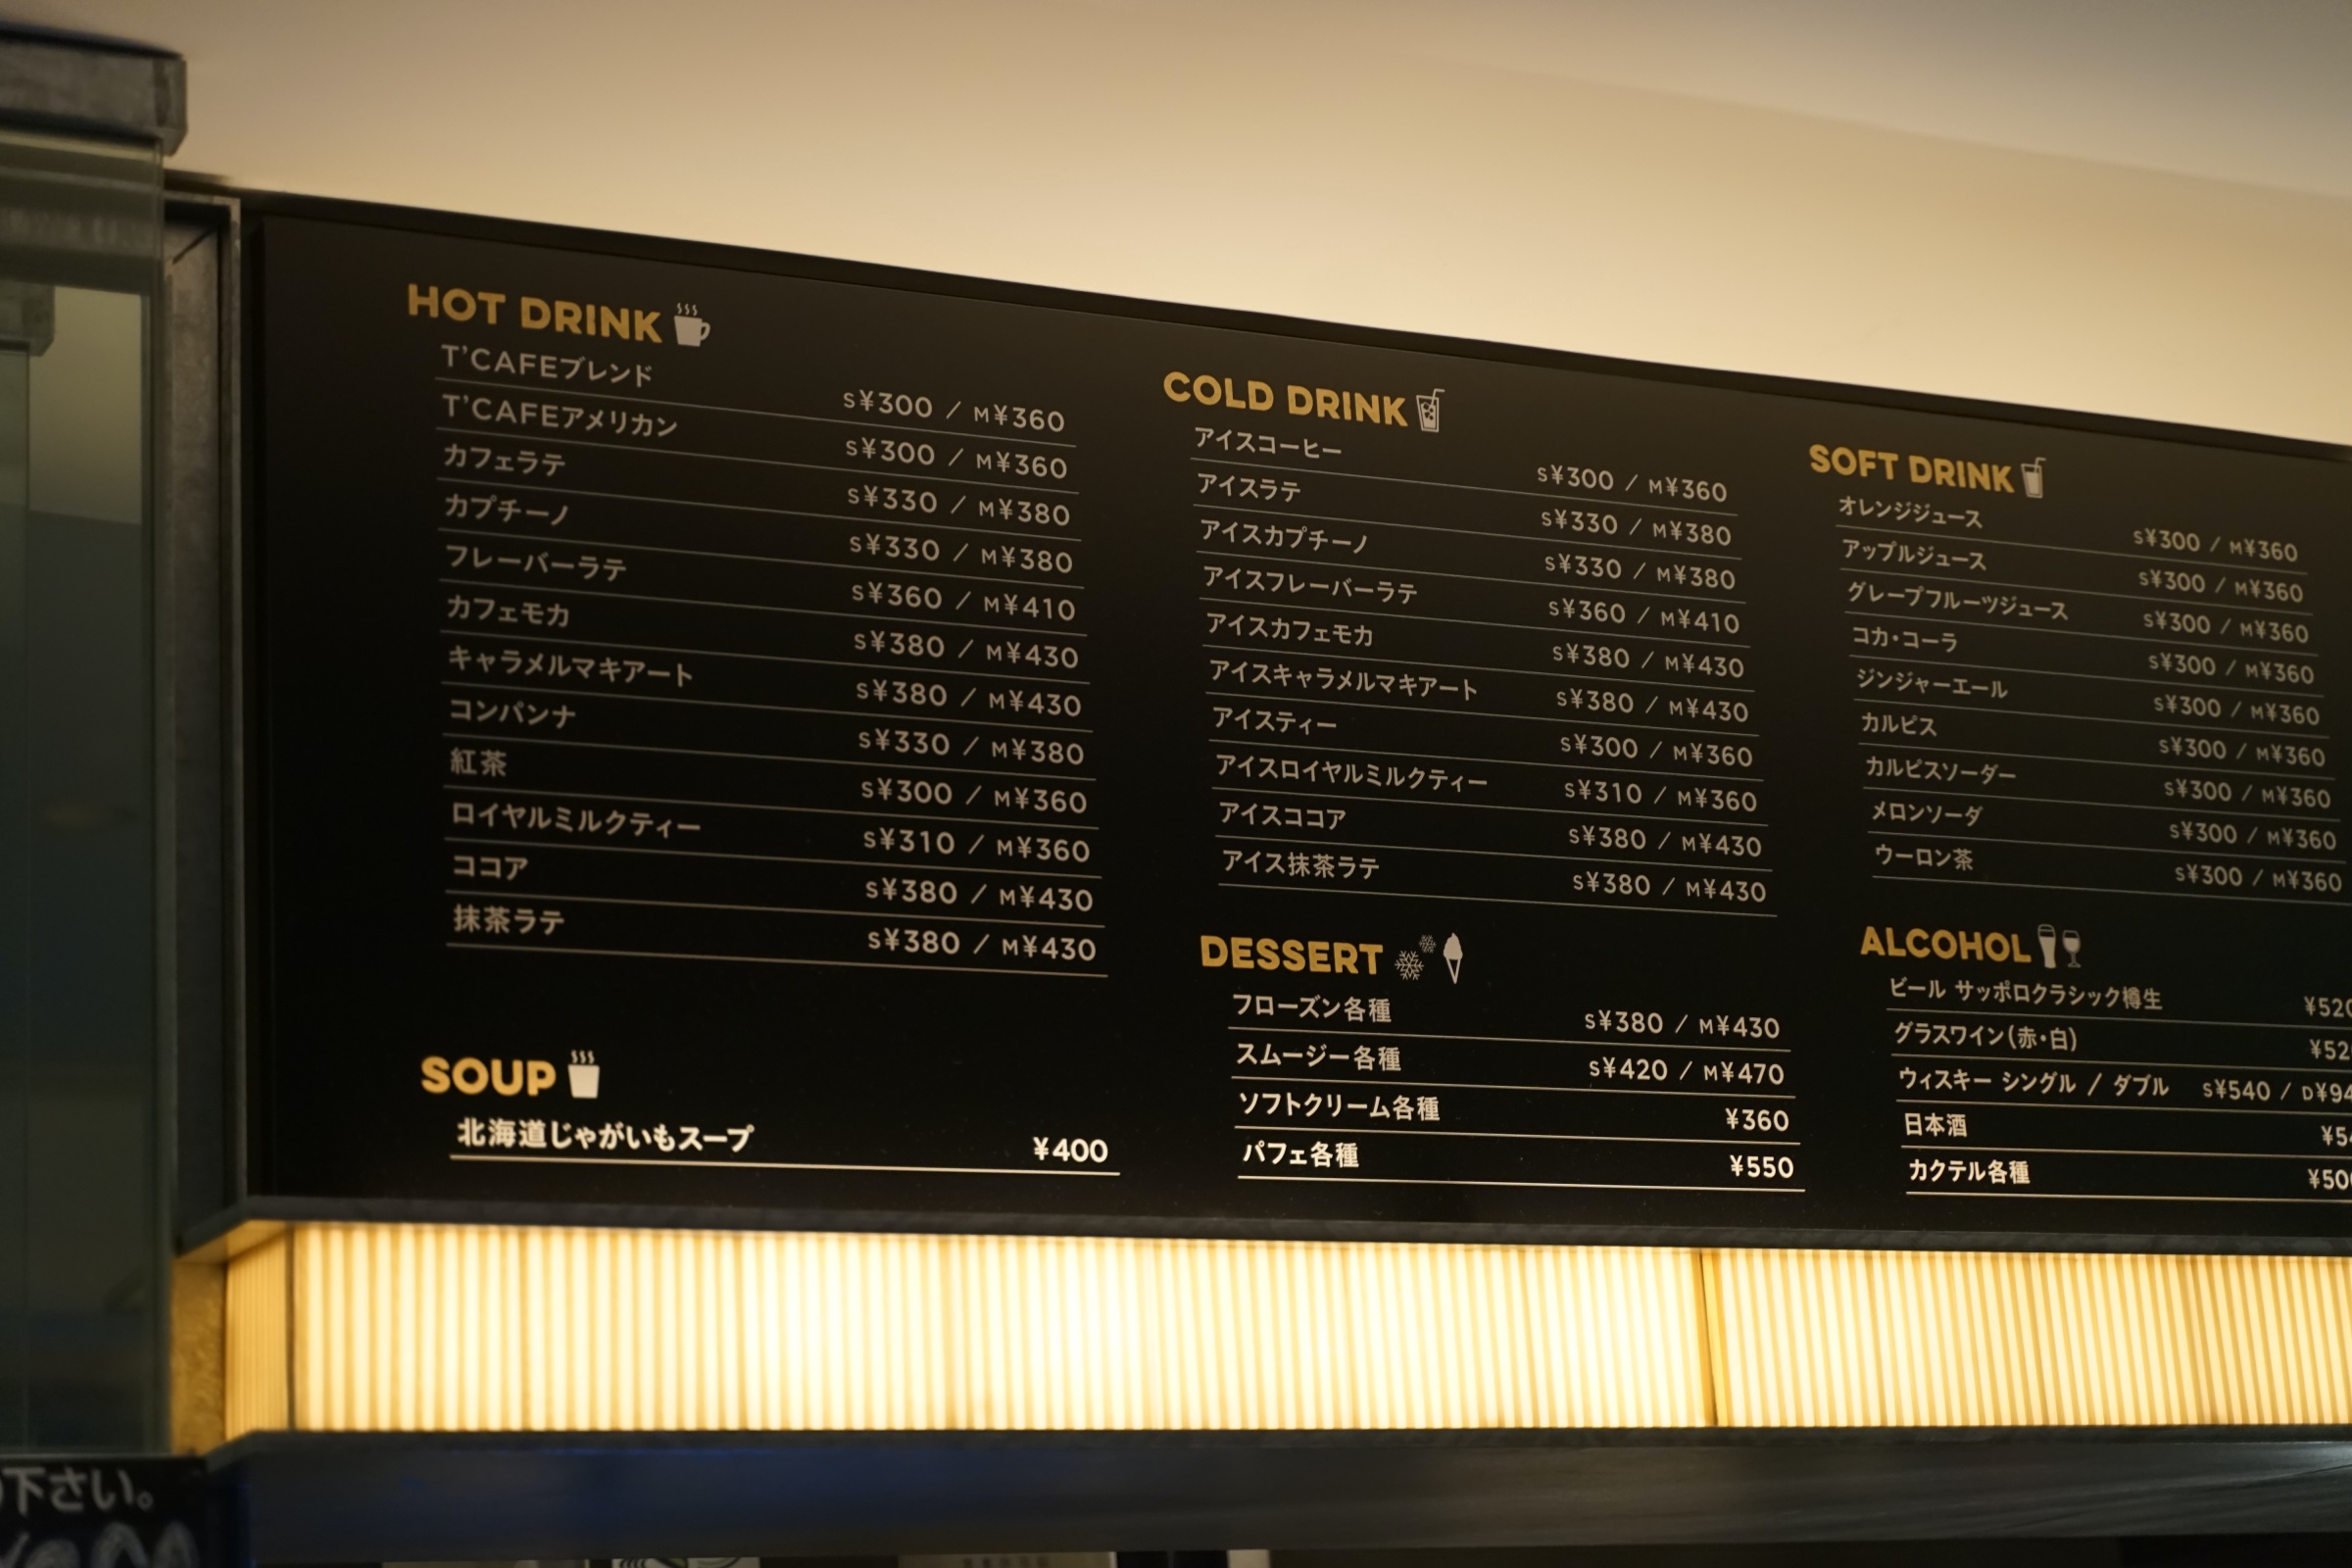 HOT DRINK
T'CAFEブレンド S¥300 / M¥360
T'CAFEアメリカン S¥300 / M¥360
カフェラテ S¥330 / M¥380
カプチーノ S¥330 / M¥380
フレーバーラテ S¥360 / M¥410
カフェモカ S¥380 / M¥430
キャラメルマキアート S¥380 / M¥430
コンパンナ S¥330 / M¥380
紅茶 S¥300 / M¥360
ロイヤルミルクティー S¥310 / M¥360
ココア S¥380 / M¥430
抹茶ラテ S¥380 / M¥430
SOUP
北海道じゃがいもスープ ¥400
COLD DRINK
アイスコーヒー S¥300 / M¥360
アイスラテ S¥330 / M¥380
アイスカプチーノ S¥330 / M¥380
アイスフレーバーラテ S¥360 / M¥410
アイスカフェモカ S¥380 / M¥430
アイスキャラメルマキアート S¥380 / M¥430
アイスティー S¥300 / M¥360
アイスロイヤルミルクティー S¥310 / M¥360
アイスココア S¥380 / M¥430
アイス抹茶ラテ S¥380 / M¥430
DESSERT
フローズン各種 S¥380 / M¥430
スムージー各種 S¥420 / M¥470
ソフトクリーム各種 ¥360
パフェ各種 ¥550
SOFT DRINK
オレンジジュース S¥300 / M¥360
アップルジュース S¥300 / M¥360
グレープフルーツジュース S¥300 / M¥360
コカ・コーラ S¥300 / M¥360
ジンジャーエール S¥300 / M¥360
カルピス S¥300 / M¥360
カルピスソーダー S¥300 / M¥360
メロンソーダ S¥300 / M¥360
ウーロン茶 S¥300 / M¥360
ALCOHOL
ビール サッポロクラシック樽生 ¥520
グラスワイン(赤・白) ¥52
ウィスキー シングル / ダブル S¥540 / D¥94
日本酒 ¥5
カクテル各種 ¥50
下さい。